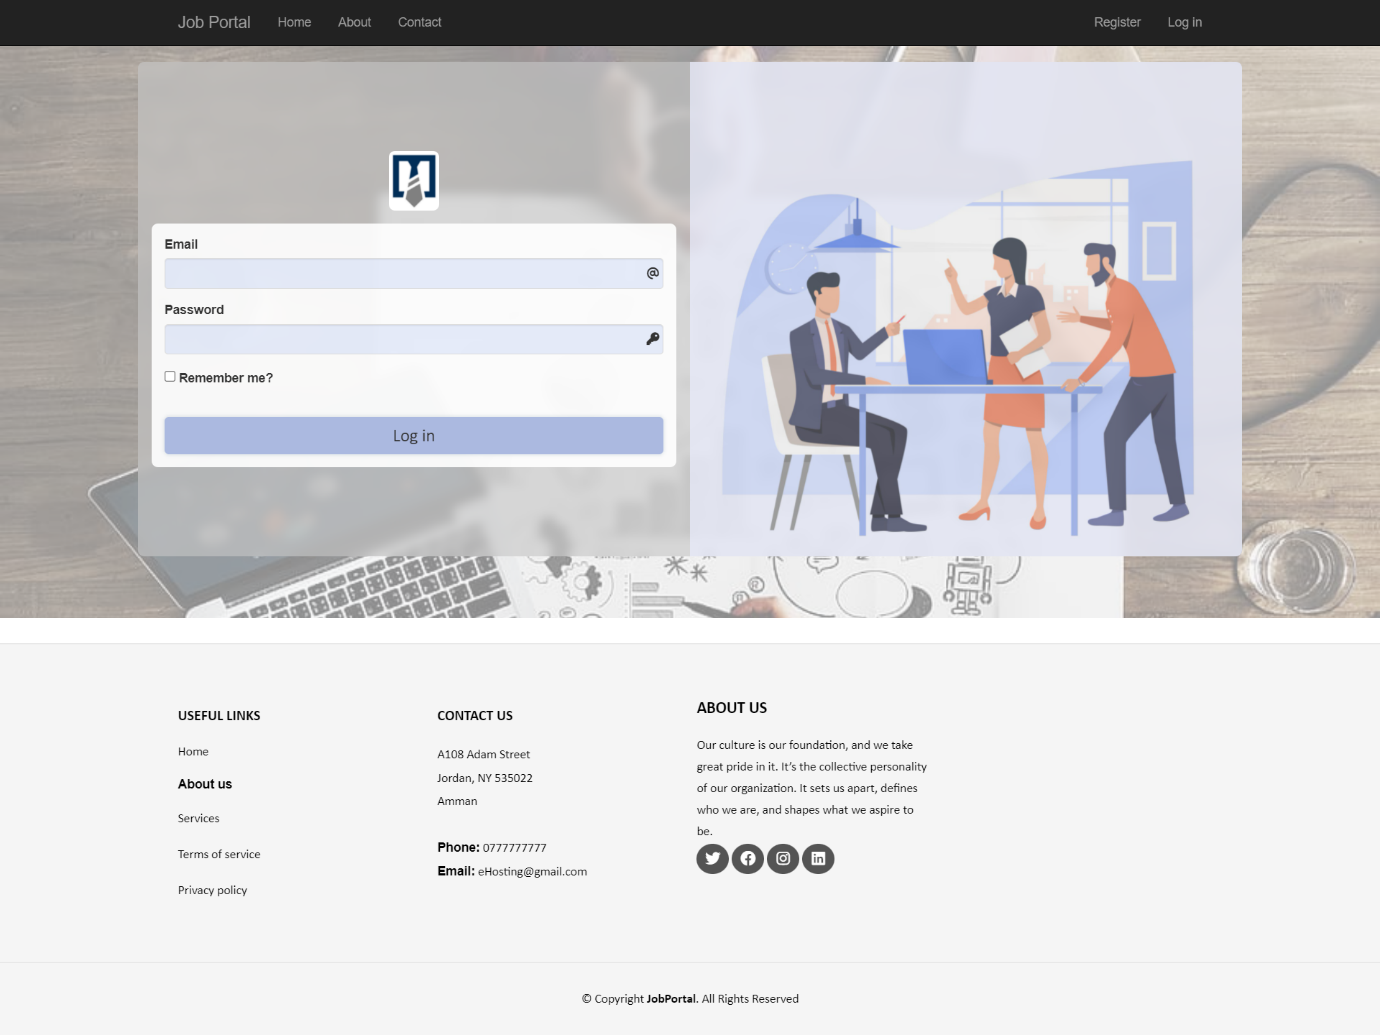 Job Portal Home About Contact Register Log in
Email
@
Password
Remember me?
Log in
USEFUL LINKS
Home
About us
Services
Terms of service
Privacy policy
CONTACT US
A108 Adam Street
Jordan, NY 535022
Amman
Phone: 0777777777
Email: eHosting@gmail.com
ABOUT US
Our culture is our foundation, and we take
great pride in it. It’s the collective personality
of our organization. It sets us apart, defines
who we are, and shapes what we aspire to
be.
© Copyright JobPortal. All Rights Reserved